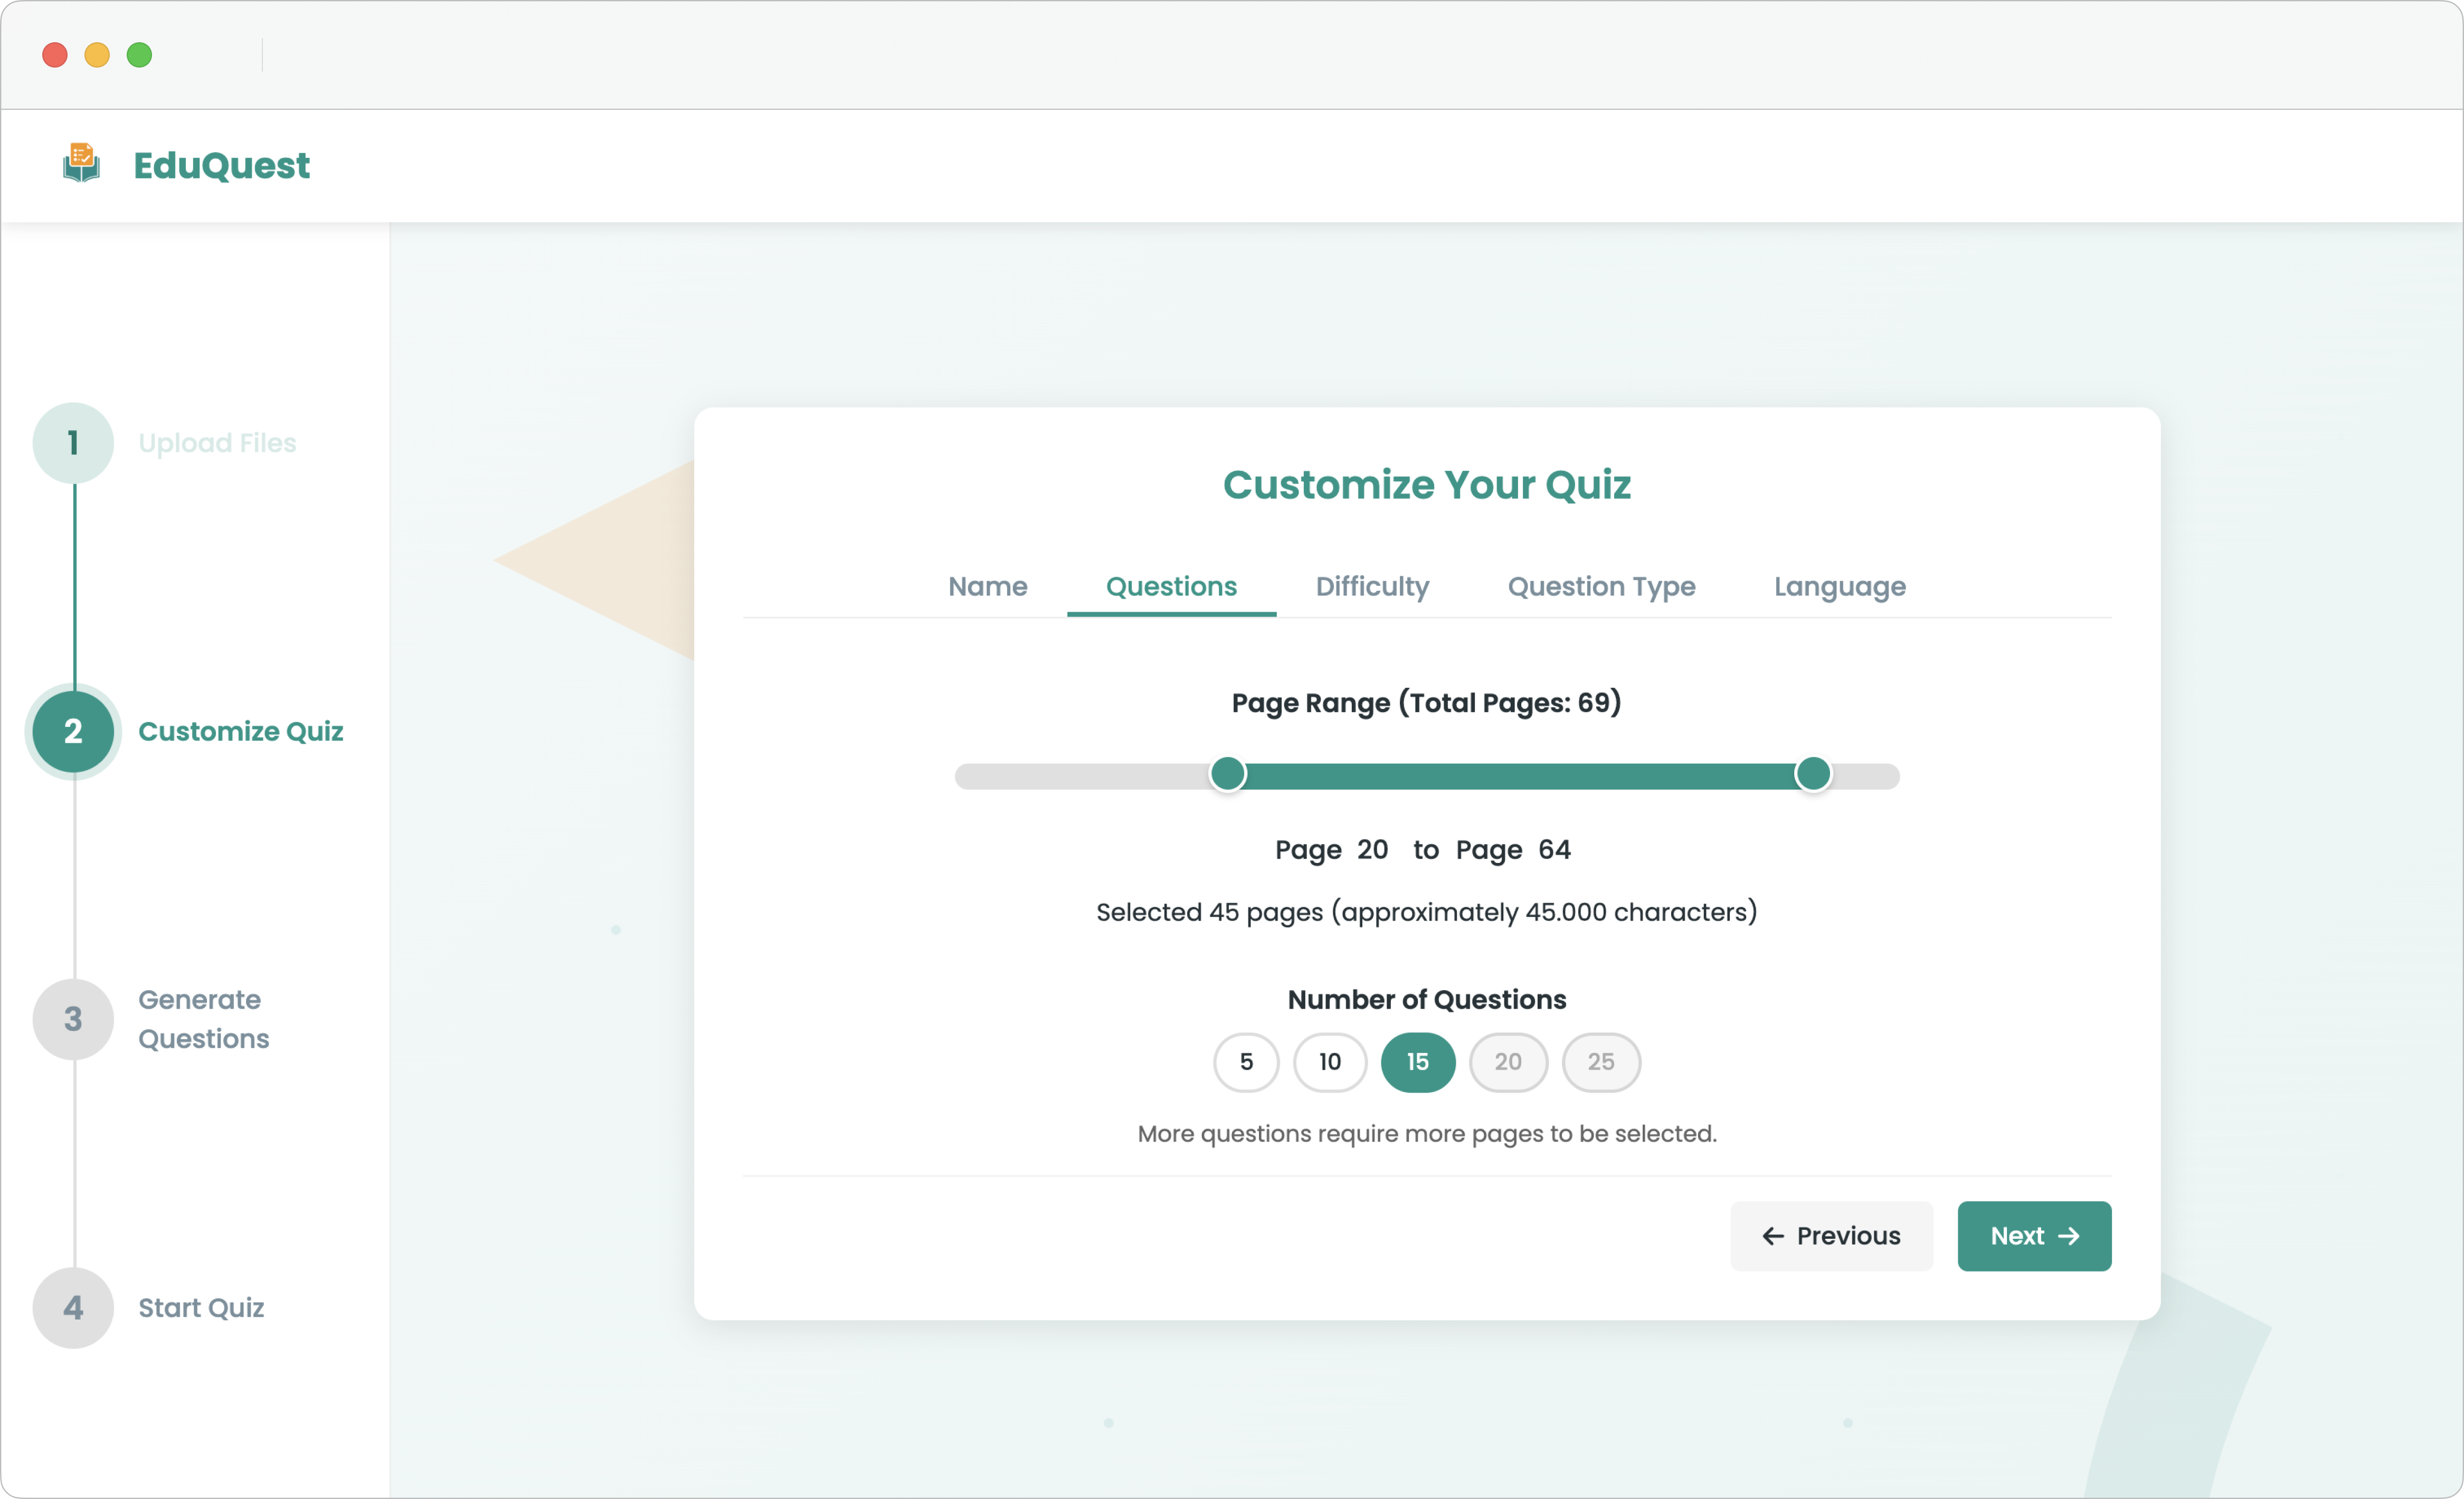 EduQuest
1
Upload Files
2
Customize Quiz
3
Generate
Questions
4
Start Quiz
Customize Your Quiz
Name Questions Difficulty Question Type Language
Page Range (Total Pages: 69)
Page 20 to Page 64
Selected 45 pages (approximately 45.000 characters)
Number of Questions
5 10 15 20 25
More questions require more pages to be selected.
← Previous Next →